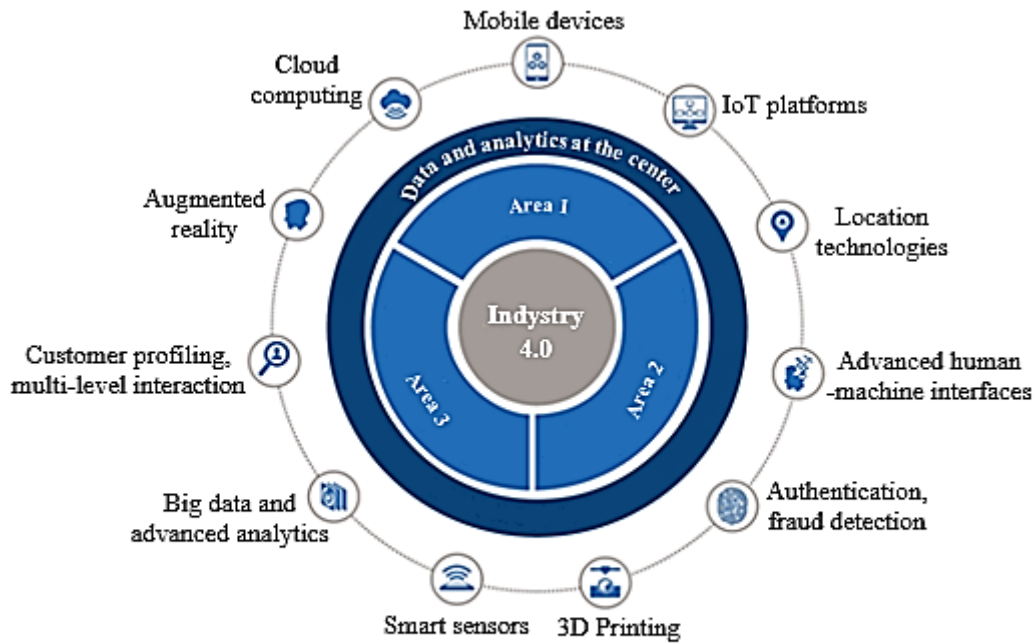 Mobile devices
Cloud
computing
IoT platforms
Data and analytics at the center
Augmented
reality
Area 1
Location
technologies
Indystry
4.0
Customer profiling,
multi-level interaction
Advanced human
-machine interfaces
Area 3
Area 2
Big data and
advanced analytics
Authentication,
fraud detection
Smart sensors
3D Printing